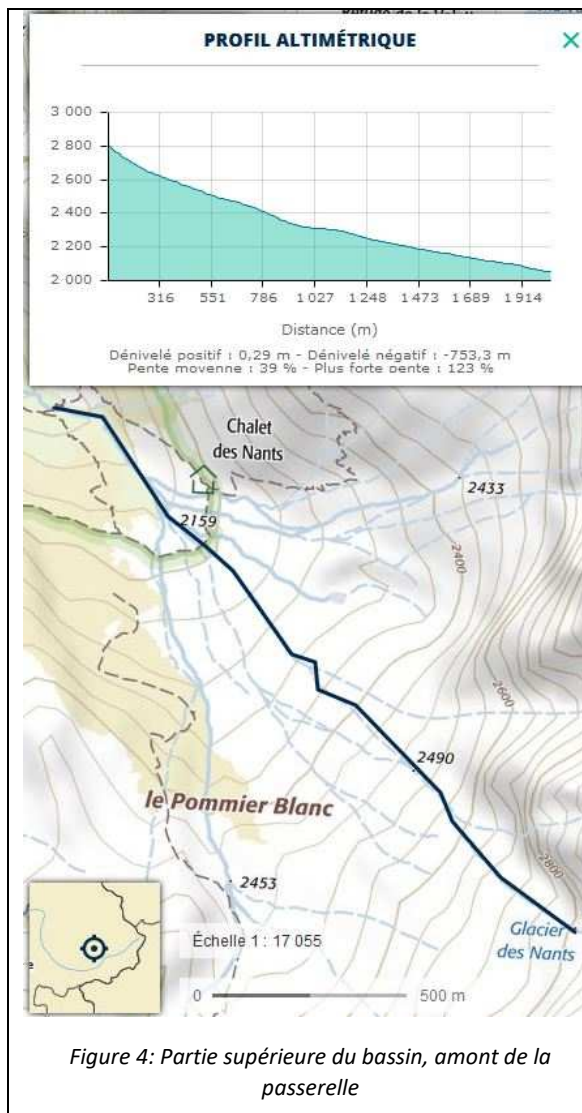 PROFIL ALTIMÉTRIQUE
3 000
2 800
2 600
2 400
2 200
2 000
316 551 786 1 027 1 248 1 473 1 689 1 914
Distance (m)
Dénivelé positif : 0,29 m - Dénivelé négatif : -753,3 m
Pente moyenne : 39 % - Plus forte pente : 123 %
Chalet
des Nants
2433
2159
2400
2600
2490
le Pommier Blanc
2800
2453
Glacier
des Nants
Échelle 1 : 17 055
0 500 m
Figure 4: Partie supérieure du bassin, amont de la
passerelle